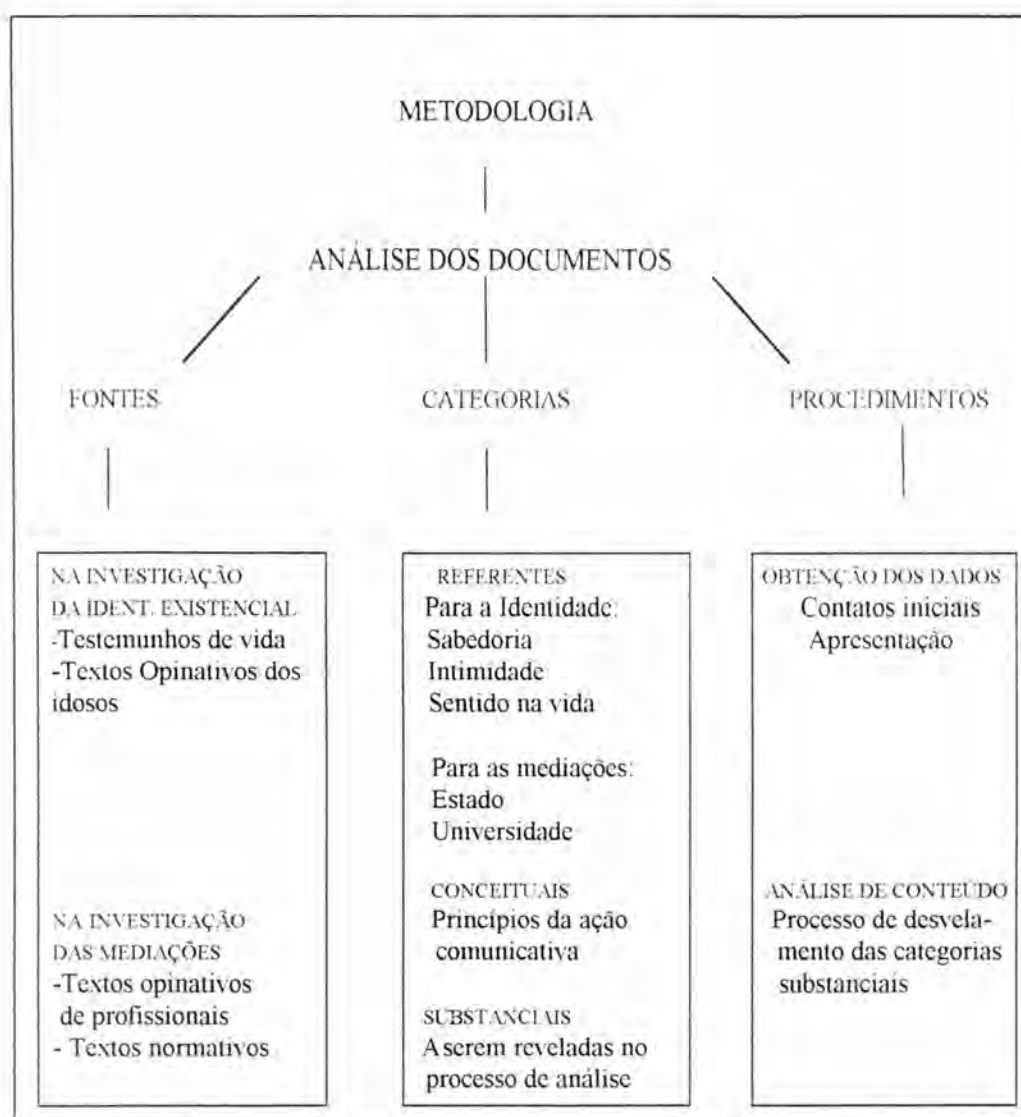 METODOLOGIA
ANÁLISE DOS DOCUMENTOS
FONTES
CATEGORIAS
PROCEDIMENTOS
NA INVESTIGAÇÃO
DA IDENT. EXISTENCIAL
-Testemunhos de vida
-Textos Opinativos dos
idosos
NA INVESTIGAÇÃO
DAS MEDIAÇÕES
-Textos opinativos
de profissionais
- Textos normativos
REFERENTES
Para a Identidade:
Sabedoria
Intimidade
Sentido na vida
Para as mediações:
Estado
Universidade
CONCEITUAIS
Princípios da ação
comunicativa
SUBSTANCIAIS
A serem reveladas no
processo de análise
OBTENÇÃO DOS DADOS
Contatos iniciais
Apresentação
ANÁLISE DE CONTEÚDO
Processo de desvela-
mento das categorias
substanciais